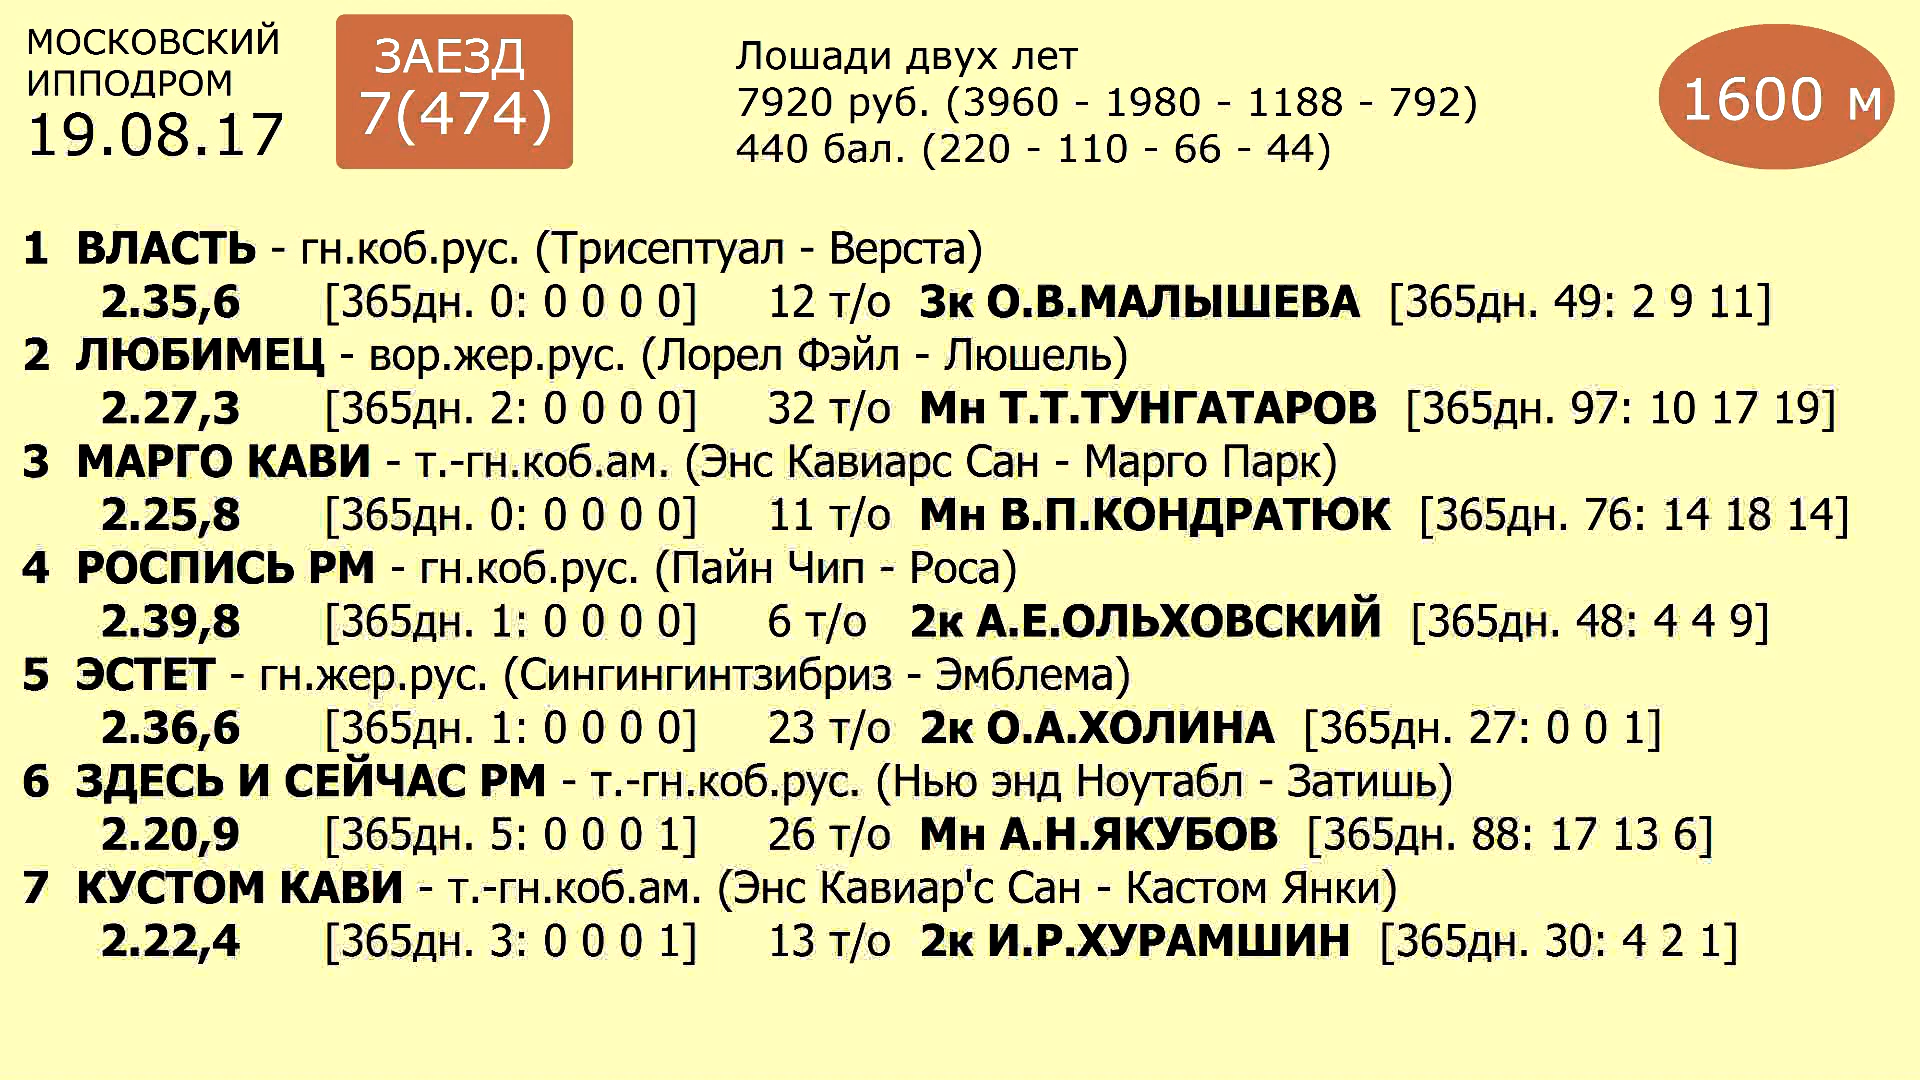 МОСКОВСКИЙ
ИППОДРОМ
19.08.17
ЗАЕЗД
7(474)
Лошади двух лет
7920 руб. (3960 - 1980 - 1188 - 792)
440 бал. (220 - 110 - 66 - 44)
1600 м
1 ВЛАСТЬ - гн.коб.рус. (Трисептуал - Верста)
2.35,6 [365дн. 0: 0 0 0 0] 12 т/о 3к О.В.МАЛЫШЕВА [365дн. 49: 2 9 11]
2 ЛЮБИМЕЦ - вор.жер.рус. (Лорел Фэйл - Люшель)
2.27,3 [365дн. 2: 0 0 0 0] 32 т/о Мн Т.Т.ТУНГАТАРОВ [365дн. 97: 10 17 19]
3 МАРГО КАВИ - т.-гн.коб.ам. (Энс Кавиарс Сан - Марго Парк)
2.25,8 [365дн. 0: 0 0 0 0] 11 т/о Мн В.П.КОНДРАТЮК [365дн. 76: 14 18 14]
4 РОСПИСЬ РМ - гн.коб.рус. (Пайн Чип - Роса)
2.39,8 [365дн. 1: 0 0 0 0] 6 т/о 2к А.Е.ОЛЬХОВСКИЙ [365дн. 48: 4 4 9]
5 ЭСТЕТ - гн.жер.рус. (Сингингинтзибриз - Эмблема)
2.36,6 [365дн. 1: 0 0 0 0] 23 т/о 2к О.А.ХОЛИНА [365дн. 27: 0 0 1]
6 ЗДЕСЬ И СЕЙЧАС РМ - т.-гн.коб.рус. (Нью энд Ноутабл - Затишь)
2.20,9 [365дн. 5: 0 0 0 1] 26 т/о Мн А.Н.ЯКУБОВ [365дн. 88: 17 13 6]
7 КУСТОМ КАВИ - т.-гн.коб.ам. (Энс Кавиар'с Сан - Кастом Янки)
2.22,4 [365дн. 3: 0 0 0 1] 13 т/о 2к И.Р.ХУРАМШИН [365дн. 30: 4 2 1]